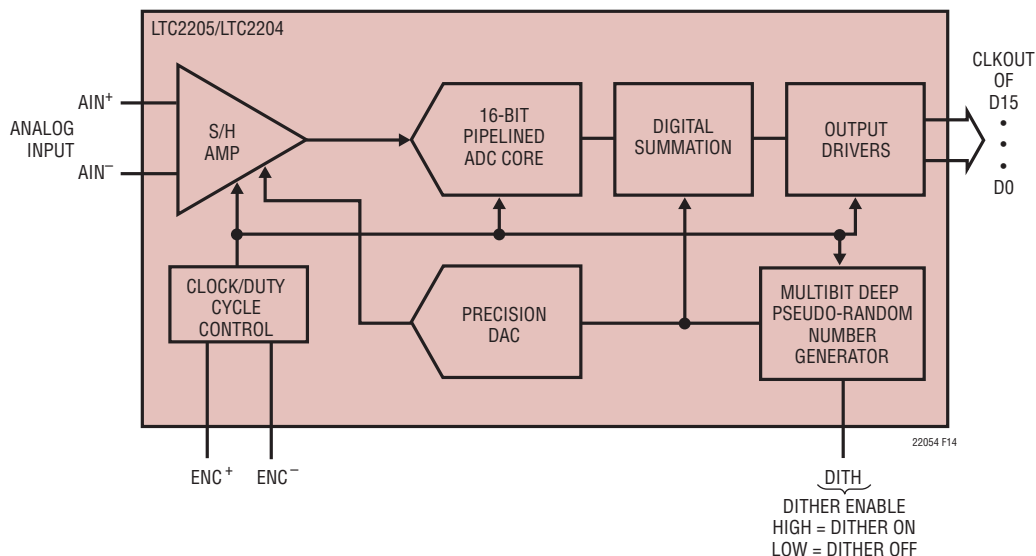 LTC2205/LTC2204
AIN+
ANALOG
INPUT
AIN–
S/H
AMP
16-BIT
PIPELINED
ADC CORE
DIGITAL
SUMMATION
OUTPUT
DRIVERS
CLKOUT
OF
D15
•
•
•
D0
CLOCK/DUTY
CYCLE
CONTROL
PRECISION
DAC
MULTIBIT DEEP
PSEUDO-RANDOM
NUMBER
GENERATOR
22054 F14
ENC+
ENC–
DITH
DITHER ENABLE
HIGH = DITHER ON
LOW = DITHER OFF